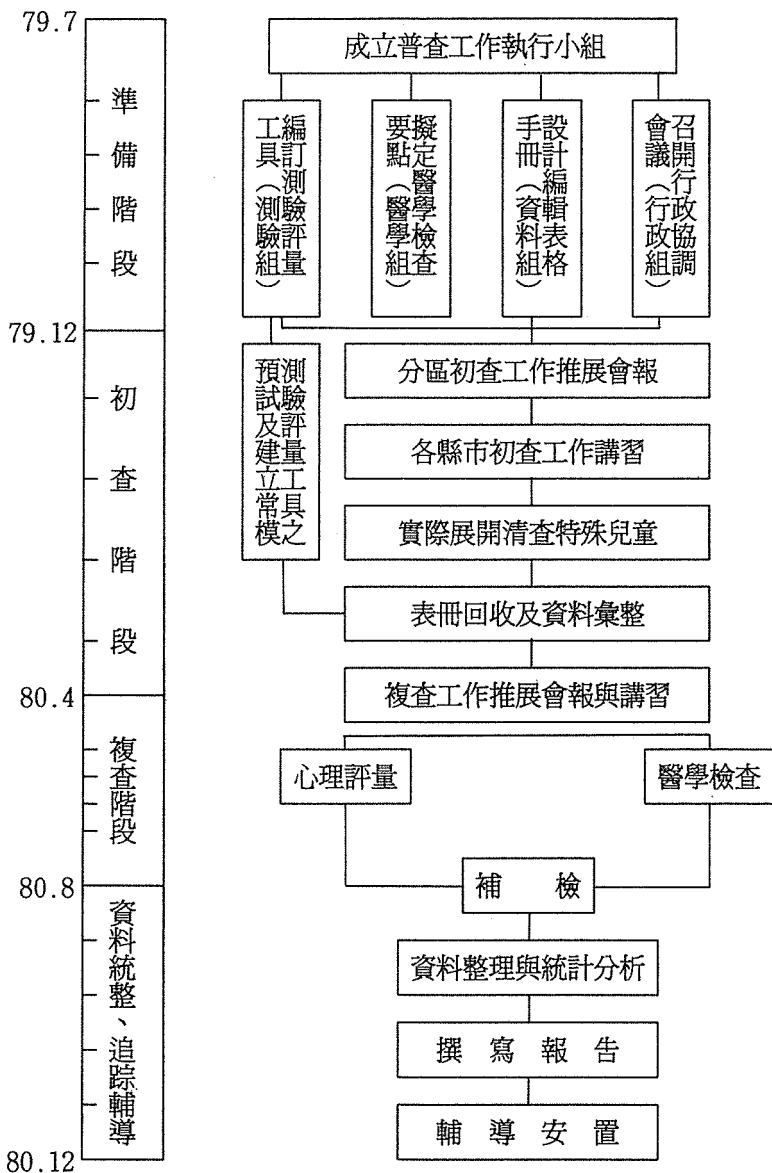 79.7
準備階段
79.12
初查階段
80.4
複查階段
80.8
資料統整、追踪輔導
80.12
成立普查工作執行小組
編訂測驗評量
工具（測驗組）
擬定醫學檢查
要點（醫學組）
設計編輯表格
手冊（資料組）
召開行政協調
會議（行政組）
測驗評量工具之
預試及建立常模
分區初查工作推展會報
各縣市初查工作講習
實際展開清查特殊兒童
表冊回收及資料彙整
複查工作推展會報與講習
心理評量
醫學檢查
補檢
資料整理與統計分析
撰寫報告
輔導安置